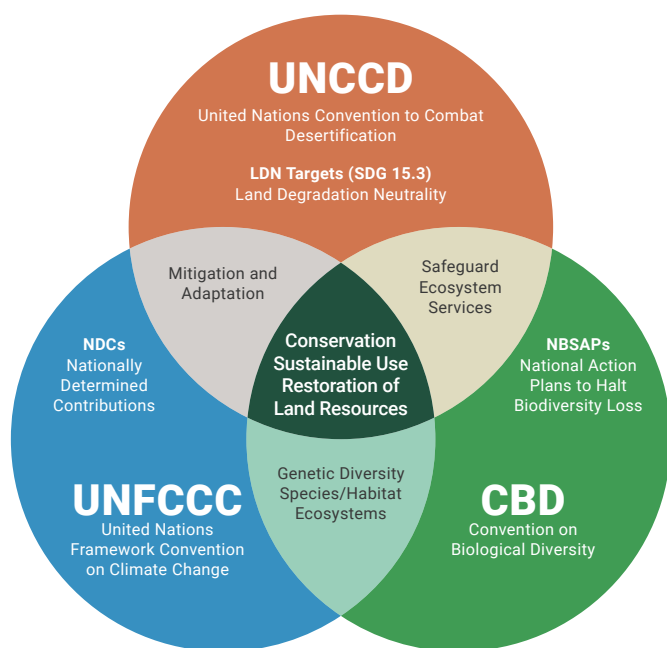 UNCCD
United Nations Convention to Combat
Desertification
LDN Targets (SDG 15.3)
Land Degradation Neutrality
Mitigation and
Adaptation
Safeguard
Ecosystem
Services
Conservation
Sustainable Use
Restoration of
Land Resources
NDCs
Nationally
Determined
Contributions
NBSAPs
National Action
Plans to Halt
Biodiversity Loss
Genetic Diversity
Species/Habitat
Ecosystems
UNFCCC
United Nations
Framework Convention
on Climate Change
CBD
Convention on
Biological Diversity